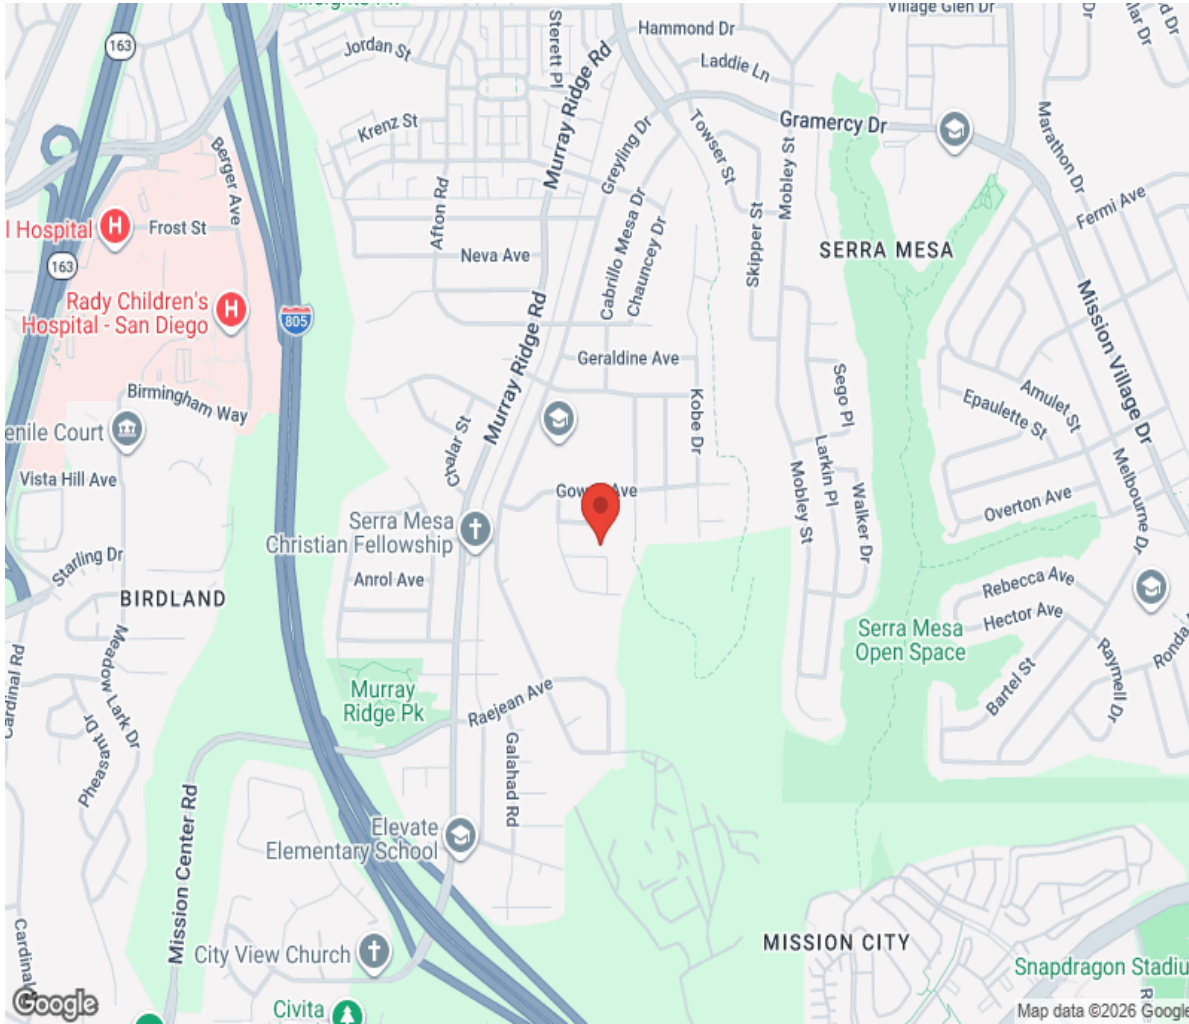 Village Glen Dr
Hammond Dr
Dr
Sterett Pl
Jordan St
163
Laddie Ln
Murray Ridge Rd
Krenz St
Greyling Dr
Towser St
Gramercy Dr
Marathon Dr
Berger Ave
Mobley St
Afton Rd
Cabrillo Mesa Dr
Chauncey Dr
Skipper St
Fermi Ave
l Hospital
H
Frost St
Neva Ave
SERRA MESA
163
Rady Children's
Hospital - San Diego
H
805
Murray Ridge Rd
Geraldine Ave
Mission Village Dr
Birmingham Way
Kobe Dr
Sego Pl
Epaulette St
Amulet St
enile Court
Chalar St
Larkin Pl
Vista Hill Ave
Mobley St
Walker Dr
Melbourne Dr
Overton Ave
Serra Mesa
Christian Fellowship
Starling Dr
Anrol Ave
Rebecca Ave
BIRDLAND
Hector Ave
Serra Mesa
Open Space
Cardinal Rd
Meadow Lark Dr
Raymell Dr
Bartel St
Murray
Ridge Pk
Raejean Ave
Pheasant Dr
Galahad Rd
Mission Center Rd
Elevate
Elementary School
MISSION CITY
City View Church
Snapdragon Stadiu
Civita
Google
Map data ©2026 Google